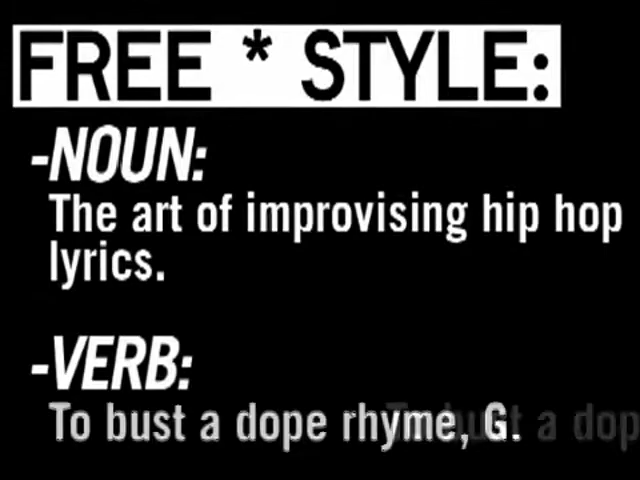 FREE * STYLE:
-NOUN:
The art of improvising hip hop
lyrics.
-VERB:
To bust a dope rhyme, G.